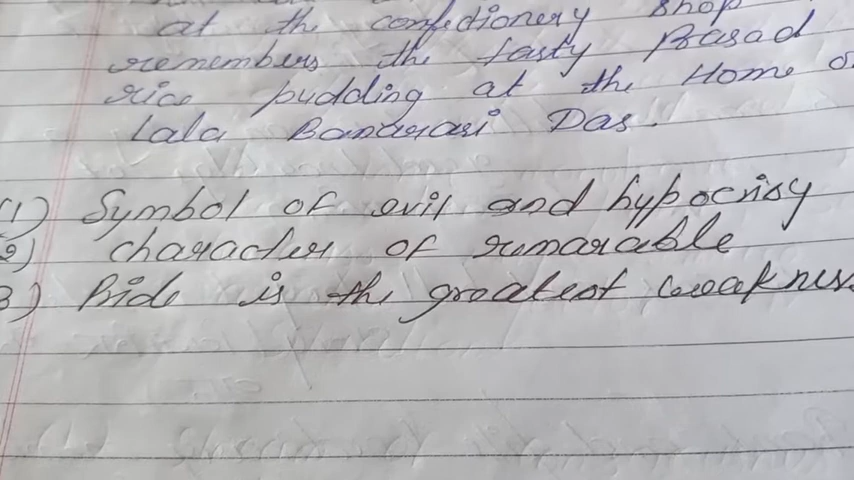 at the confectionery shop
remembers the tasty Prasad
rice pudding at the Home
Lala Banarasi Das.
(1) Symbol of evil and hypocrisy
2) character of remarable
3) Pride is the greatest weakness